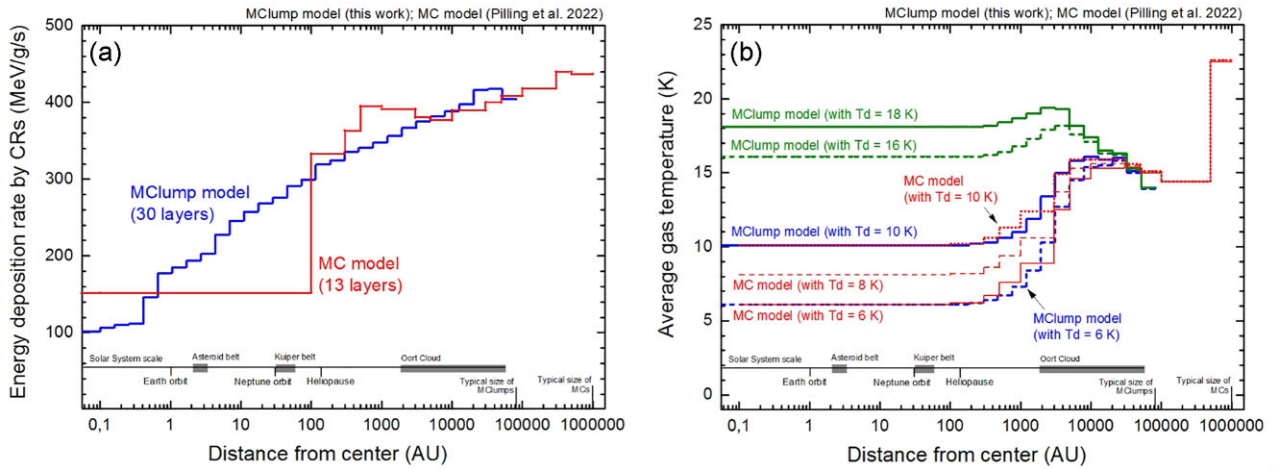 MClump model (this work); MC model (Pilling et al. 2022)
(a)
Energy deposition rate by CRs (MeV/g/s)
500
400
300
200
100
MClump model
(30 layers)
MC model
(13 layers)
Solar System scale
Asteroid belt
Kuiper belt
Oort Cloud
Earth orbit
Neptune orbit
Heliopause
Typical size of
MClumps
Typical size of
MCs
0,1 1 10 100 1000 10000 100000 1000000
Distance from center (AU)
MClump model (this work); MC model (Pilling et al. 2022)
(b)
Average gas temperature (K)
25
20
15
10
5
0
MClump model (with Td = 18 K)
MClump model (with Td = 16 K)
MC model
(with Td = 10 K)
MClump model (with Td = 10 K)
MC model (with Td = 8 K)
MC model (with Td = 6 K)
MClump model
(with Td = 6 K)
Solar System scale
Asteroid belt
Kuiper belt
Oort Cloud
Earth orbit
Neptune orbit
Heliopause
Typical size of
MClumps
Typical size of
MCs
0,1 1 10 100 1000 10000 100000 1000000
Distance from center (AU)